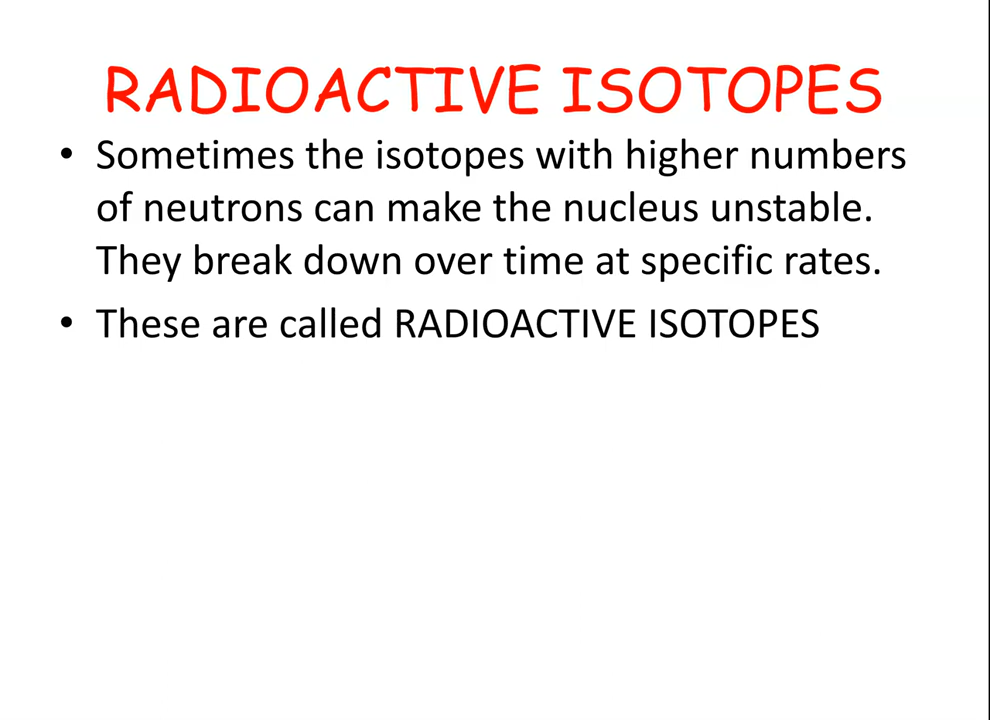 RADIOACTIVE ISOTOPES
• Sometimes the isotopes with higher numbers
of neutrons can make the nucleus unstable.
They break down over time at specific rates.
• These are called RADIOACTIVE ISOTOPES